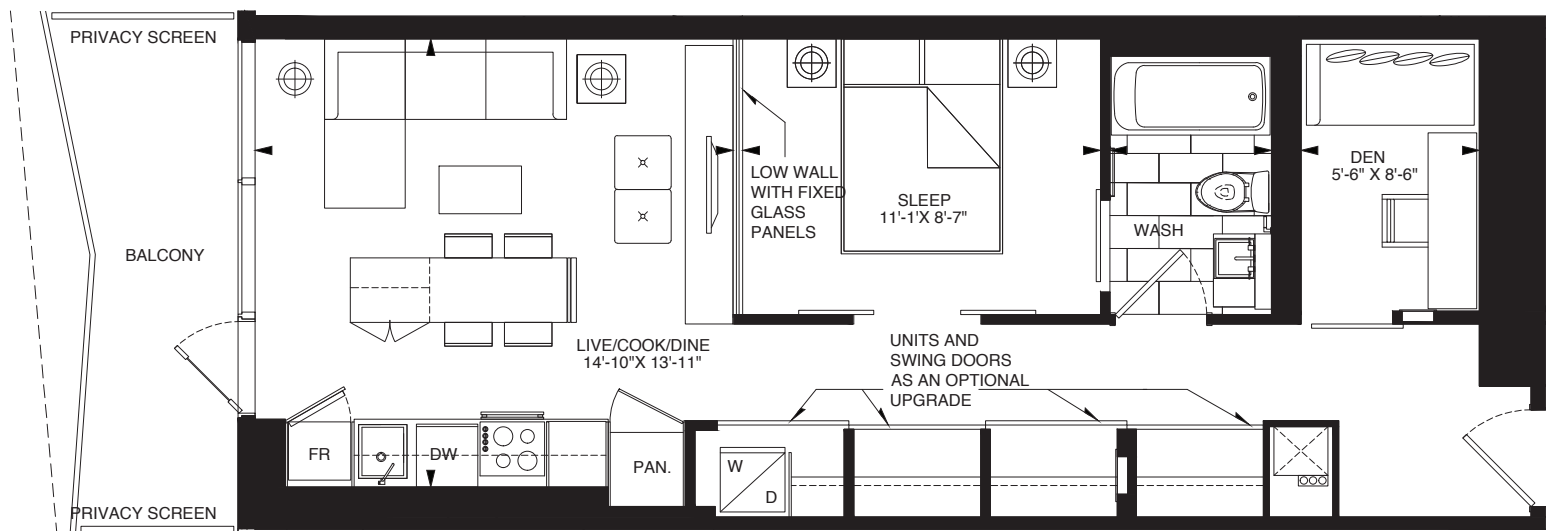 PRIVACY SCREEN
BALCONY
PRIVACY SCREEN
LIVE/COOK/DINE
14'-10"X 13'-11"
LOW WALL
WITH FIXED
GLASS
PANELS
SLEEP
11'-1'X 8'-7"
WASH
DEN
5'-6" X 8'-6"
UNITS AND
SWING DOORS
AS AN OPTIONAL
UPGRADE
FR
DW
PAN.
W
D